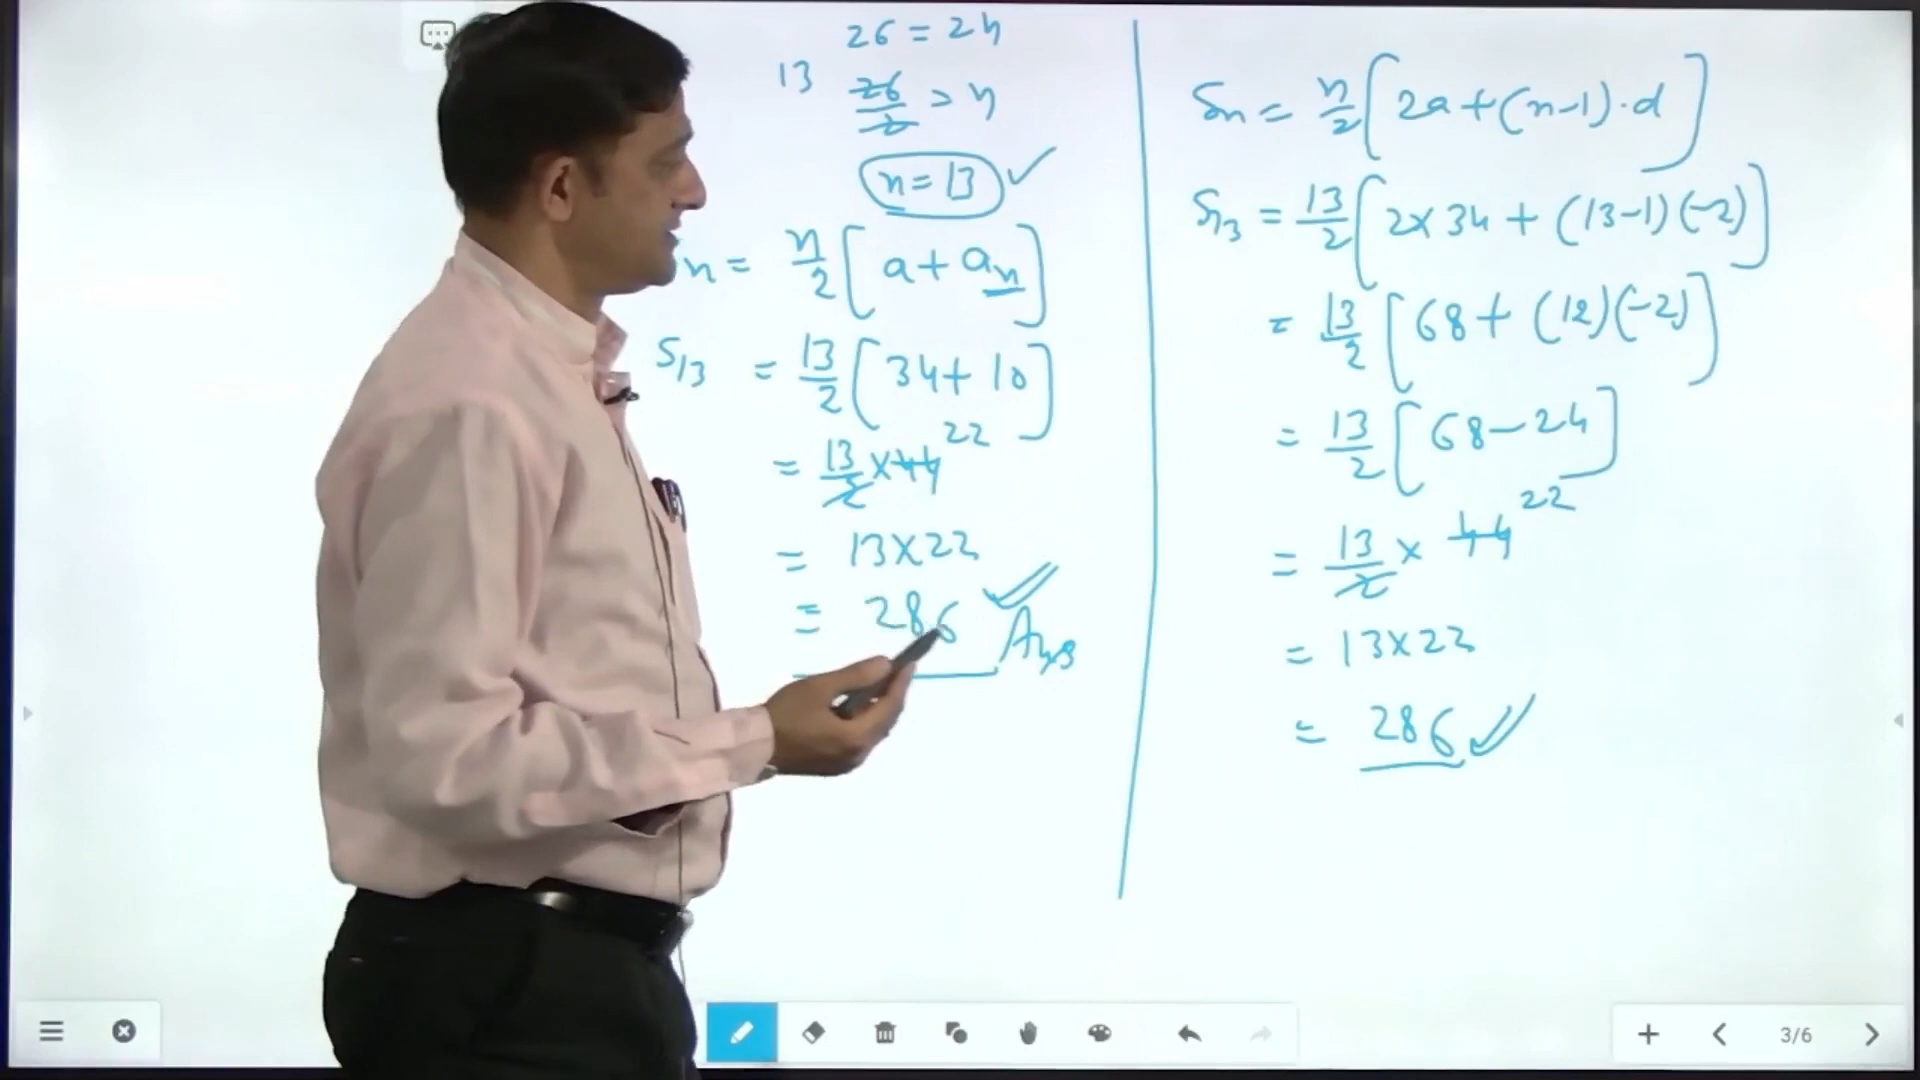 26 = 2n
13 26/2 = n
n = 13 ✓
n = n/2 [a + an]
S13 = 13/2 [34 + 10]
= 13/2 × 44 22
= 13×22
= 286 ✓ Ans
Sn = n/2 [2a + (n-1)·d]
S13 = 13/2 [2×34 + (13-1)(-2)]
= 13/2 [68 + (12)(-2)]
= 13/2 [68 - 24]
= 13/2 × 44 22
= 13×22
= 286 ✓
3/6